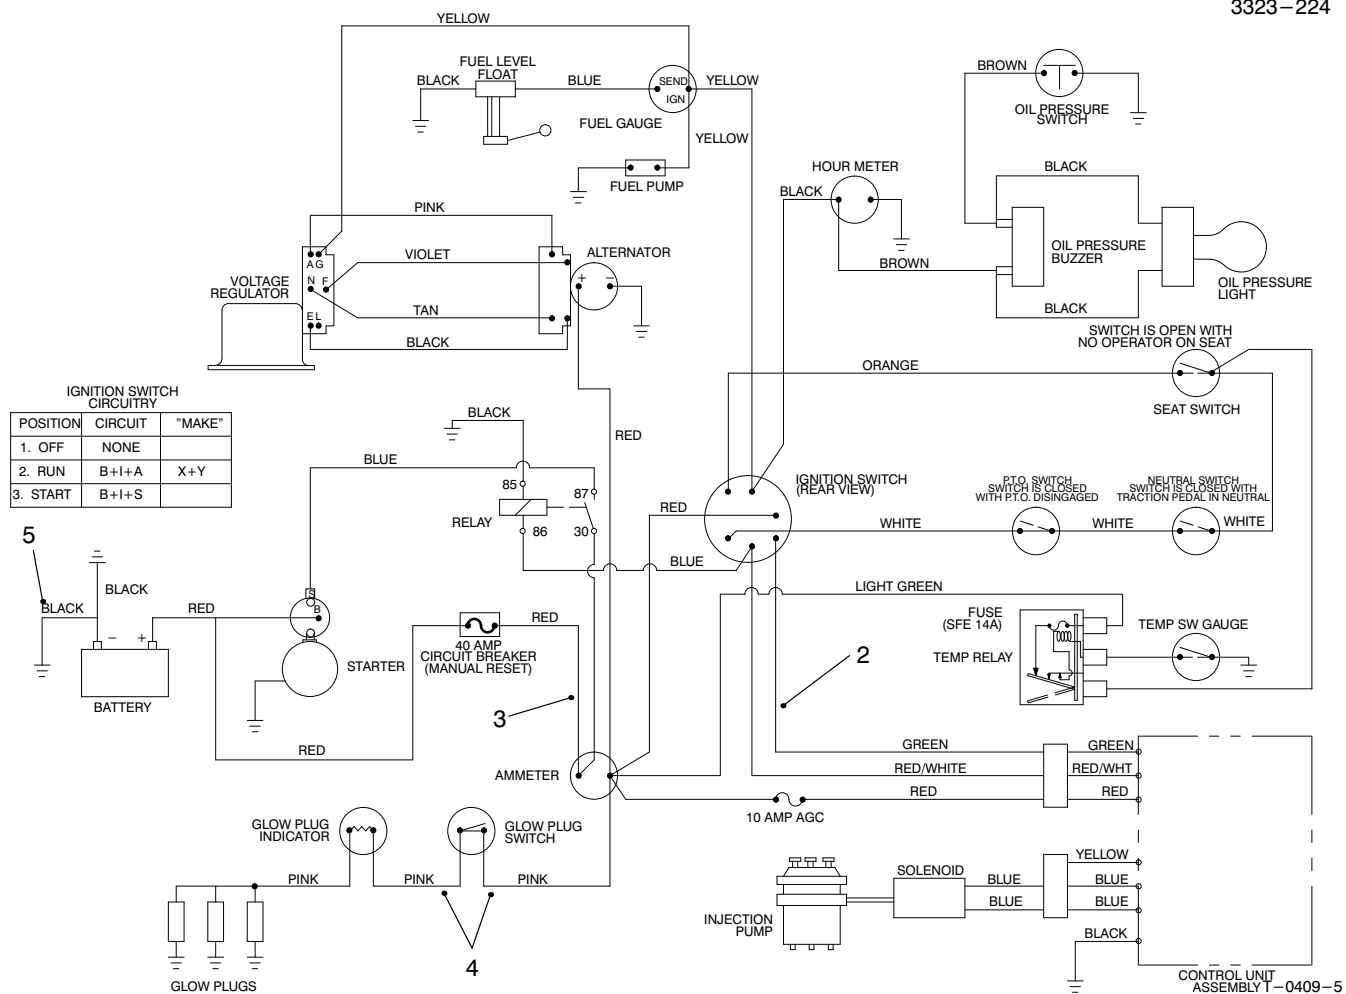 3323-224
YELLOW
FUEL LEVEL
FLOAT
BLACK
BLUE
SEND
IGN
YELLOW
FUEL GAUGE
YELLOW
FUEL PUMP
BROWN
OIL PRESSURE
SWITCH
HOUR METER
BLACK
BLACK
PINK
ALTERNATOR
+ -
A G
N F
E L
VIOLET
VOLTAGE
REGULATOR
TAN
BLACK
BROWN
OIL PRESSURE
BUZZER
BLACK
OIL PRESSURE
LIGHT
SWITCH IS OPEN WITH
NO OPERATOR ON SEAT
ORANGE
SEAT SWITCH
IGNITION SWITCH
CIRCUITRY
POSITION CIRCUIT "MAKE"
1. OFF NONE
2. RUN B+I+A X+Y
3. START B+I+S
BLACK
RED
BLUE
85
87
RELAY
86
30
RED
BLUE
IGNITION SWITCH
(REAR VIEW)
WHITE
P.T.O. SWITCH
SWITCH IS CLOSED
WITH P.T.O. DISINGAGED
WHITE
NEUTRAL SWITCH
SWITCH IS CLOSED WITH
TRACTION PEDAL IN NEUTRAL
WHITE
5
BLACK
BLACK
RED
- +
BATTERY
S
B
STARTER
40 AMP
CIRCUIT BREAKER
(MANUAL RESET)
RED
3
RED
AMMETER
LIGHT GREEN
2
FUSE
(SFE 14A)
TEMP RELAY
TEMP SW GAUGE
GREEN
GREEN
RED/WHITE
RED/WHT
RED
RED
10 AMP AGC
GLOW PLUG
INDICATOR
GLOW PLUG
SWITCH
PINK
PINK
PINK
4
GLOW PLUGS
INJECTION
PUMP
SOLENOID
BLUE
BLUE
YELLOW
BLUE
BLUE
BLACK
CONTROL UNIT
ASSEMBLY T-0409-5